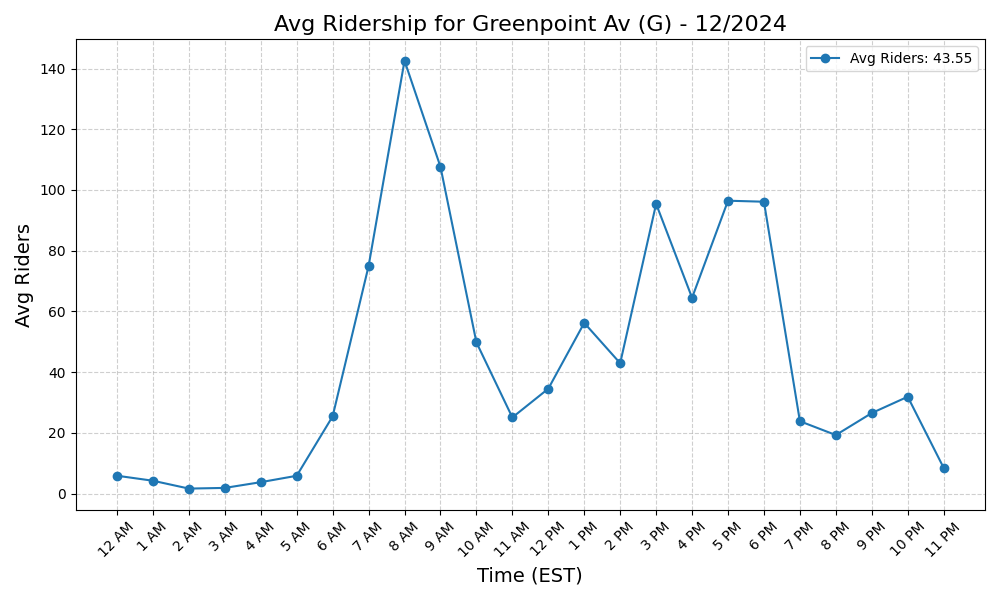 Avg Ridership for Greenpoint Av (G) - 12/2024
Avg Riders: 43.55
Avg Riders
140
120
100
80
60
40
20
0
12 AM
1 AM
2 AM
3 AM
4 AM
5 AM
6 AM
7 AM
8 AM
9 AM
10 AM
11 AM
12 PM
1 PM
2 PM
3 PM
4 PM
5 PM
6 PM
7 PM
8 PM
9 PM
10 PM
11 PM
Time (EST)